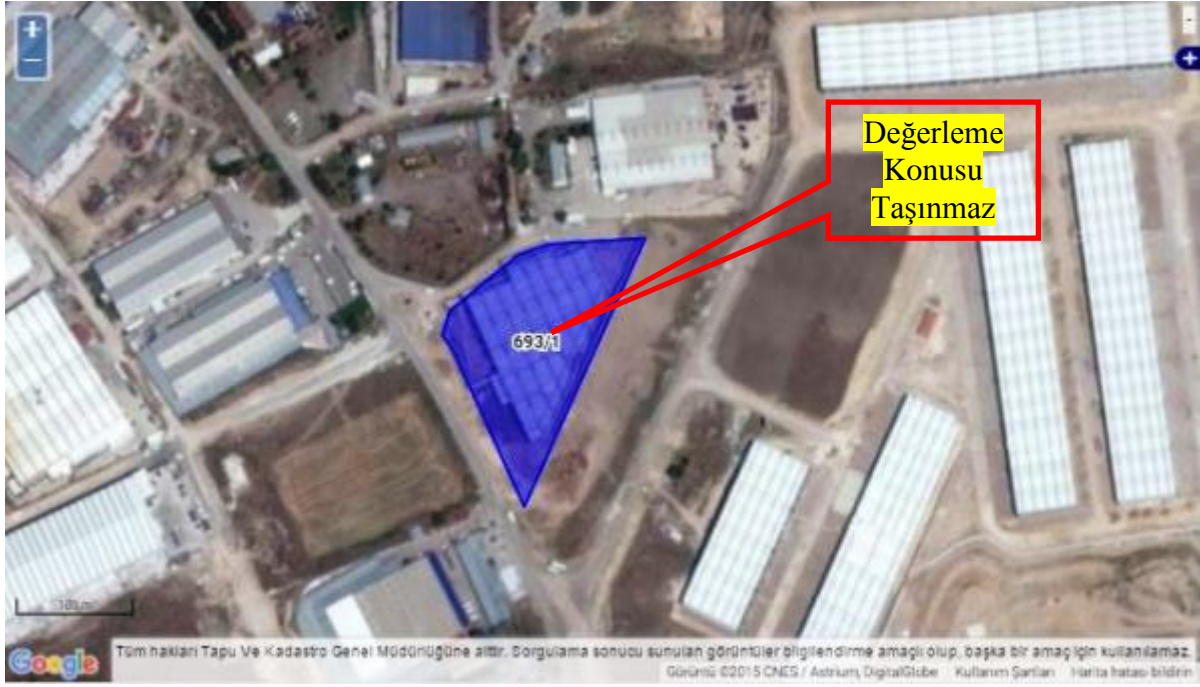 Değerleme
Konusu
Taşınmaz
693/1
100 m
Google
Tüm hakları Tapu Ve Kadastro Genel Müdürlüğüne aittir. Sorgulama sonucu sunulan görüntüler bilgilendirme amaçlı olup, başka bir amaç için kullanılamaz.
Görüntü ©2015 CNES / Astrium, DigitalGlobe Kullanım Şartları Harita hatası bildirin